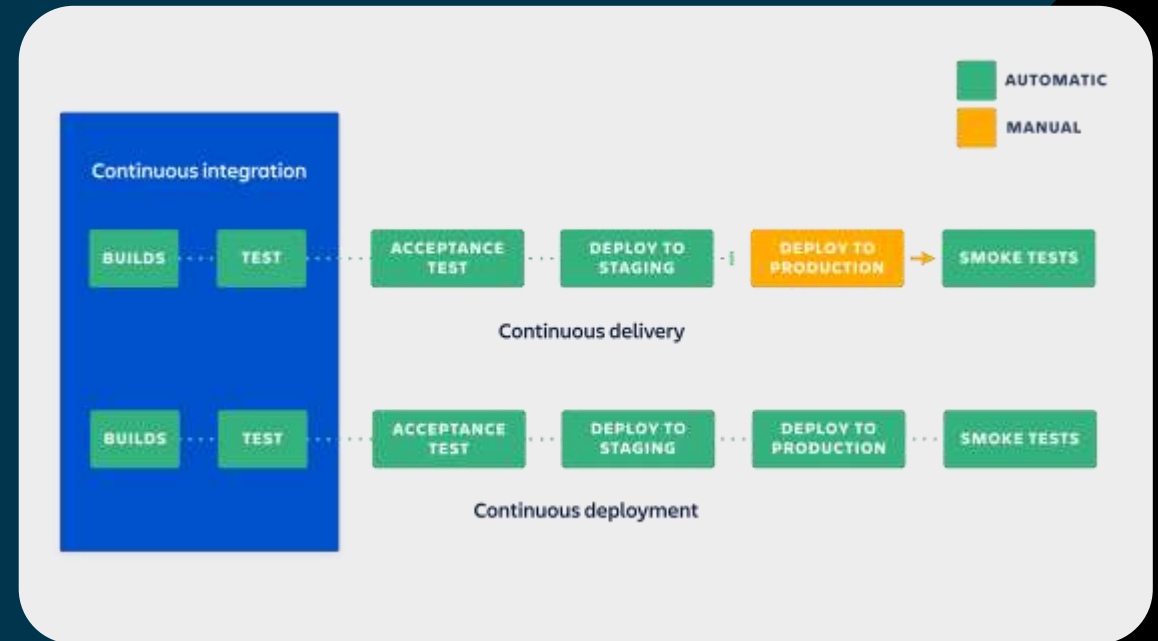 AUTOMATIC
MANUAL
Continuous integration
BUILDS
TEST
ACCEPTANCE
TEST
DEPLOY TO
STAGING
DEPLOY TO
PRODUCTION
SMOKE TESTS
Continuous delivery
BUILDS
TEST
ACCEPTANCE
TEST
DEPLOY TO
STAGING
DEPLOY TO
PRODUCTION
SMOKE TESTS
Continuous deployment